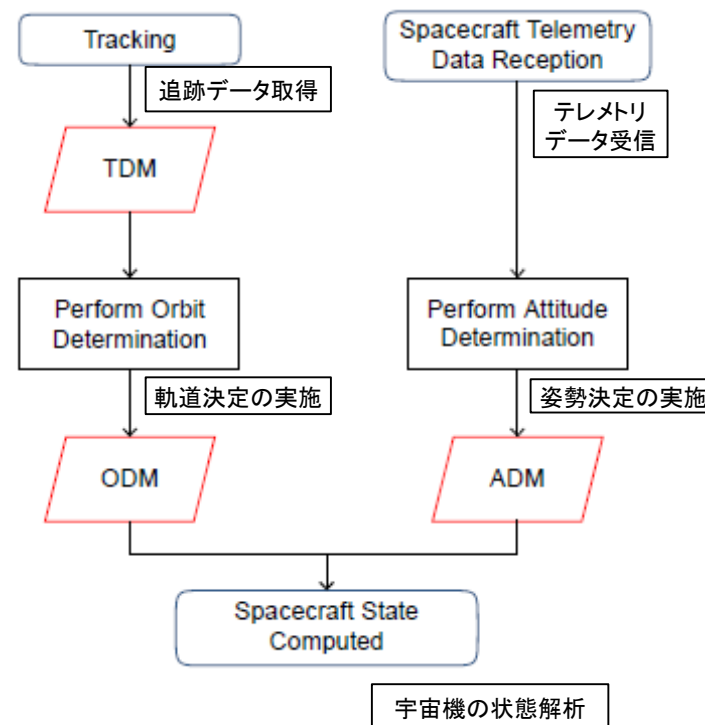 Tracking
Spacecraft Telemetry
Data Reception
追跡データ取得
テレメトリ
データ受信
TDM
Perform Orbit
Determination
Perform Attitude
Determination
軌道決定の実施
姿勢決定の実施
ODM
ADM
Spacecraft State
Computed
宇宙機の状態解析